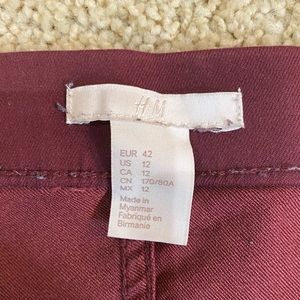 H&M
EUR 42
US 12
CA 12
CN 170/80A
MX 12
Made in
Myanmar
Fabriqué en
Birmanie